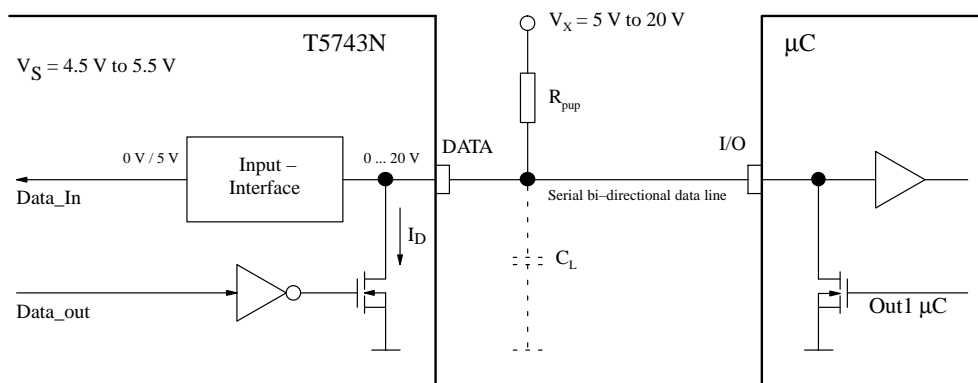 V_X = 5 V to 20 V
T5743N
µC
V_S = 4.5 V to 5.5 V
R_pup
I/O
DATA
0 V / 5 V
Input –
Interface
0 ... 20 V
Data_In
Serial bi–directional data line
I_D
C_L
Data_out
Out1 µC